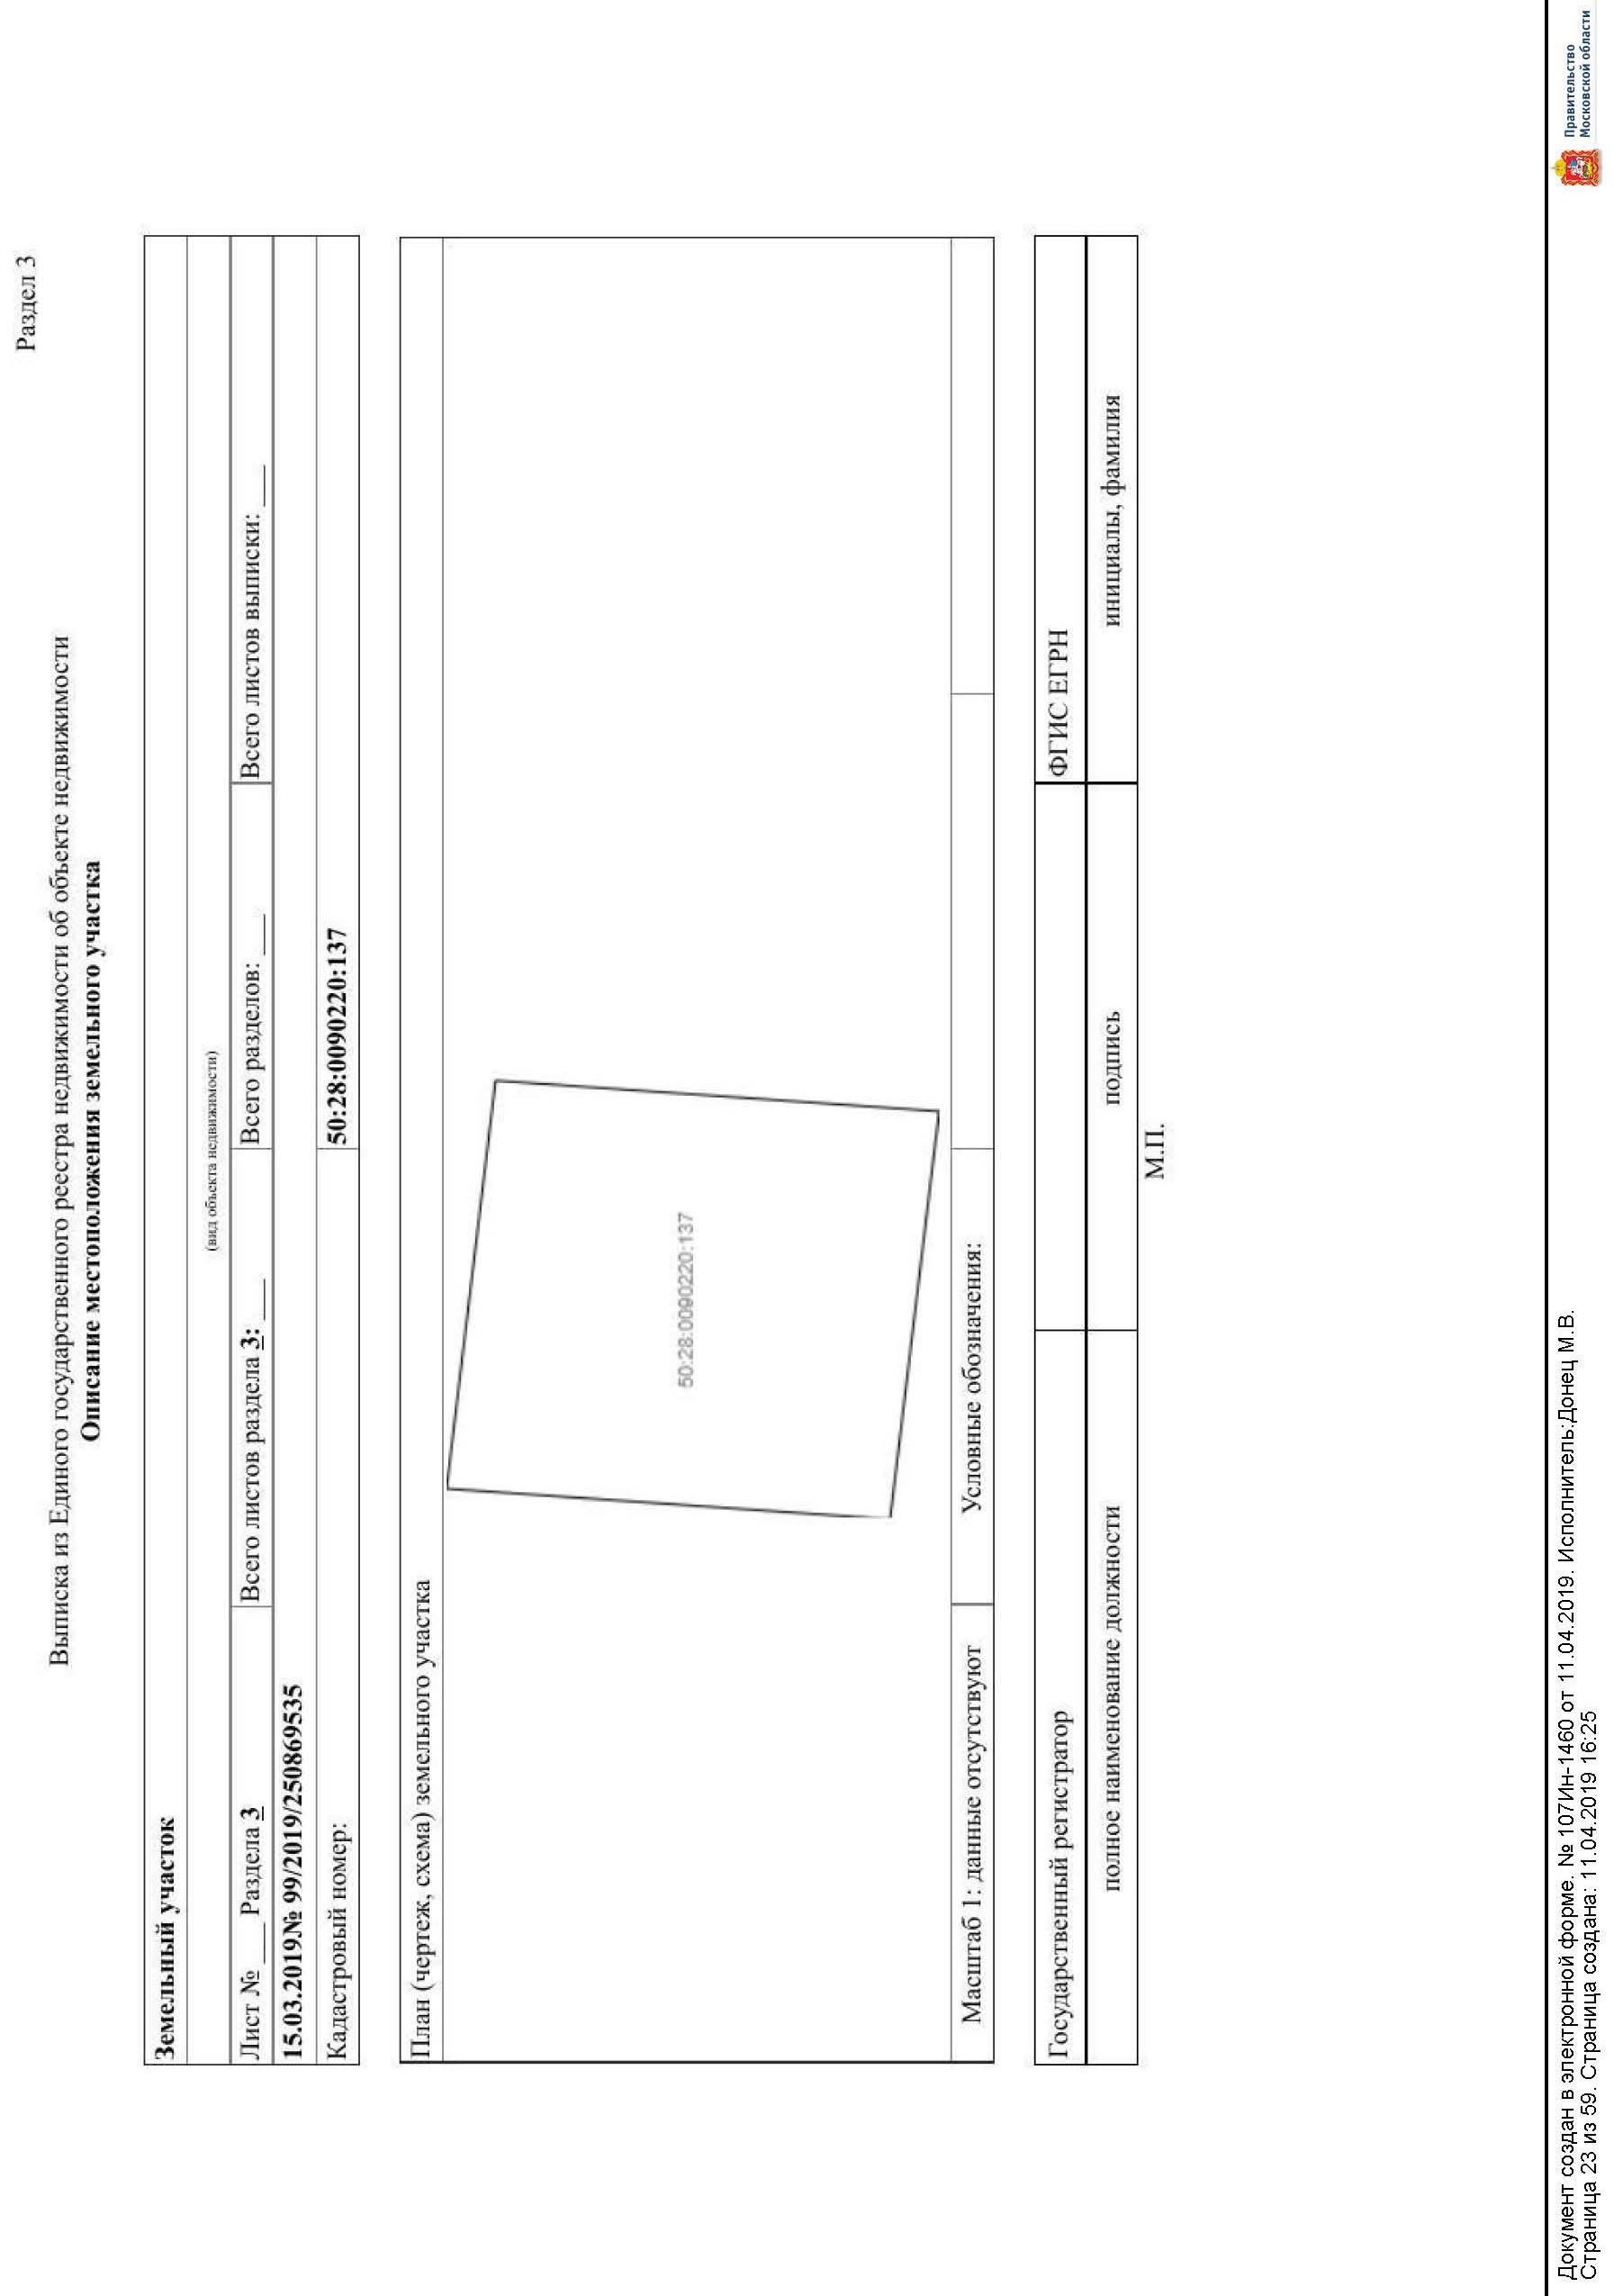 Раздел 3
Выписка из Единого государственного реестра недвижимости об объекте недвижимости
Описание местоположения земельного участка
Земельный участок
(вид объекта недвижимости)
Лист № ___ Раздела 3
Всего листов раздела 3: ___
Всего разделов: ___
Всего листов выписки: ___
15.03.2019№ 99/2019/250869535
Кадастровый номер:
50:28:0090220:137
План (чертеж, схема) земельного участка
50:28:0090220:137
Масштаб 1: данные отсутствуют
Условные обозначения:
Государственный регистратор
ФГИС ЕГРН
полное наименование должности
подпись
инициалы, фамилия
М.П.
Документ создан в электронной форме. № 107Ин-1460 от 11.04.2019. Исполнитель:Донец М.В.
Страница 23 из 59. Страница создана: 11.04.2019 16:25
Правительство
Московской области